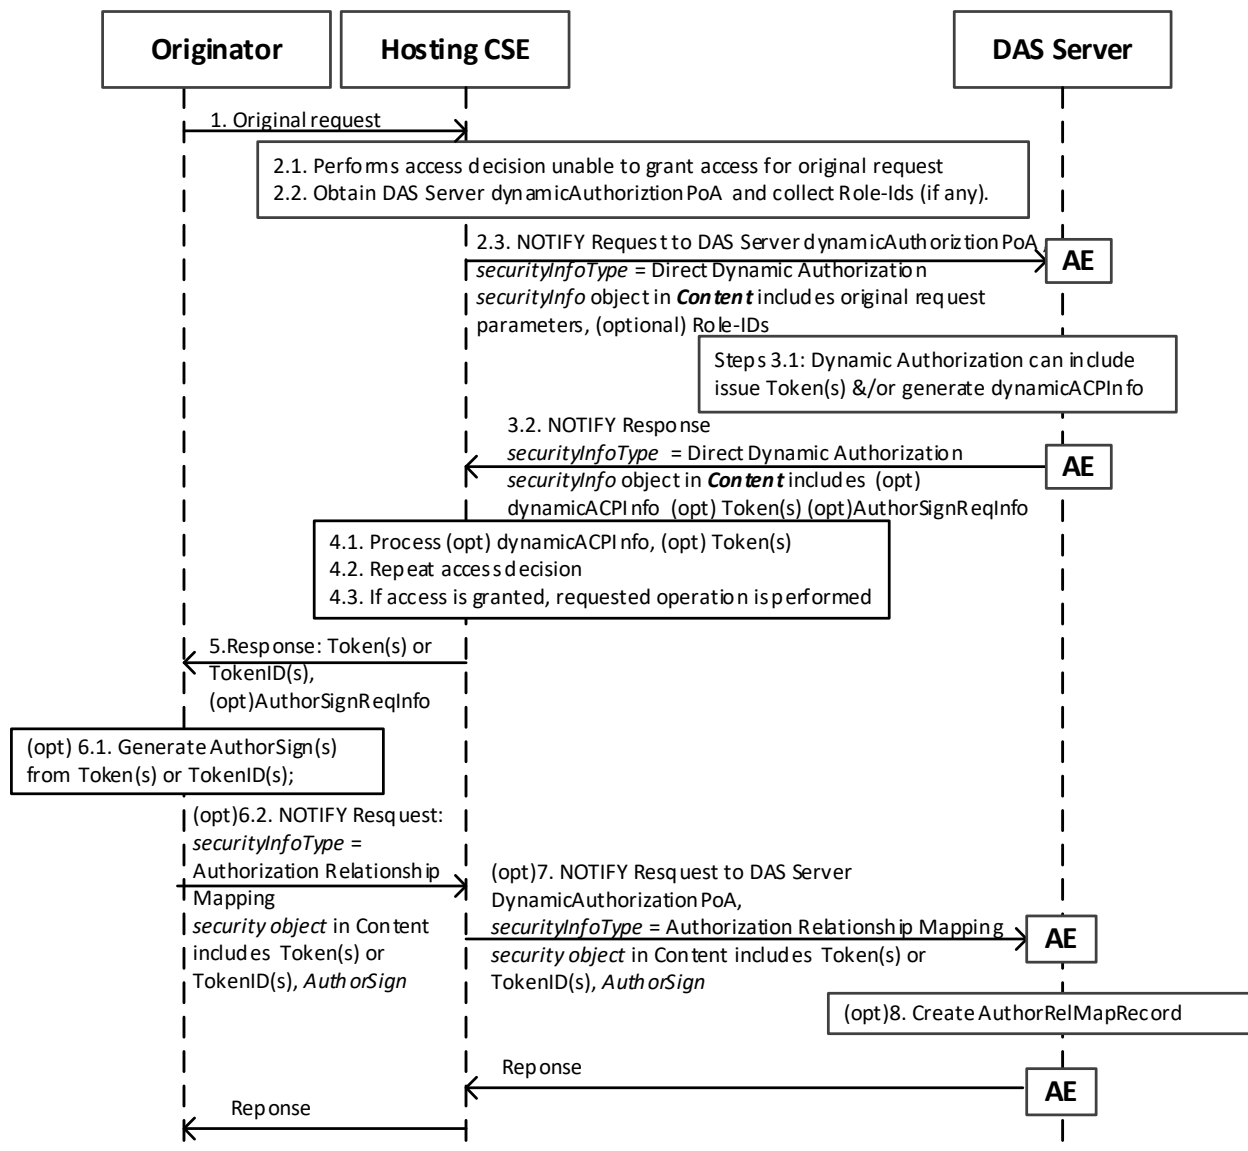 Originator
Hosting CSE
DAS Server
1. Original request
2.1. Performs access decision unable to grant access for original request
2.2. Obtain DAS Server dynamicAuthoriztionPoA and collect Role-Ids (if any).
2.3. NOTIFY Request to DAS Server dynamicAuthoriztionPoA,
securityInfoType = Direct Dynamic Authorization
securityInfo object in Content includes original request
parameters, (optional) Role-IDs
AE
Steps 3.1: Dynamic Authorization can include
issue Token(s) &/or generate dynamicACPInfo
3.2. NOTIFY Response
securityInfoType = Direct Dynamic Authorization
securityInfo object in Content includes (opt)
dynamicACPInfo (opt) Token(s) (opt)AuthorSignReqInfo
AE
4.1. Process (opt) dynamicACPInfo, (opt) Token(s)
4.2. Repeat access decision
4.3. If access is granted, requested operation is performed
5.Response: Token(s) or
TokenID(s),
(opt)AuthorSignReqInfo
(opt) 6.1. Generate AuthorSign(s)
from Token(s) or TokenID(s);
(opt)6.2. NOTIFY Resquest:
securityInfoType =
Authorization Relationship
Mapping
security object in Content
includes Token(s) or
TokenID(s), AuthorSign
(opt)7. NOTIFY Resquest to DAS Server
DynamicAuthorizationPoA,
securityInfoType = Authorization Relationship Mapping
security object in Content includes Token(s) or
TokenID(s), AuthorSign
AE
(opt)8. Create AuthorRelMapRecord
Reponse
AE
Reponse